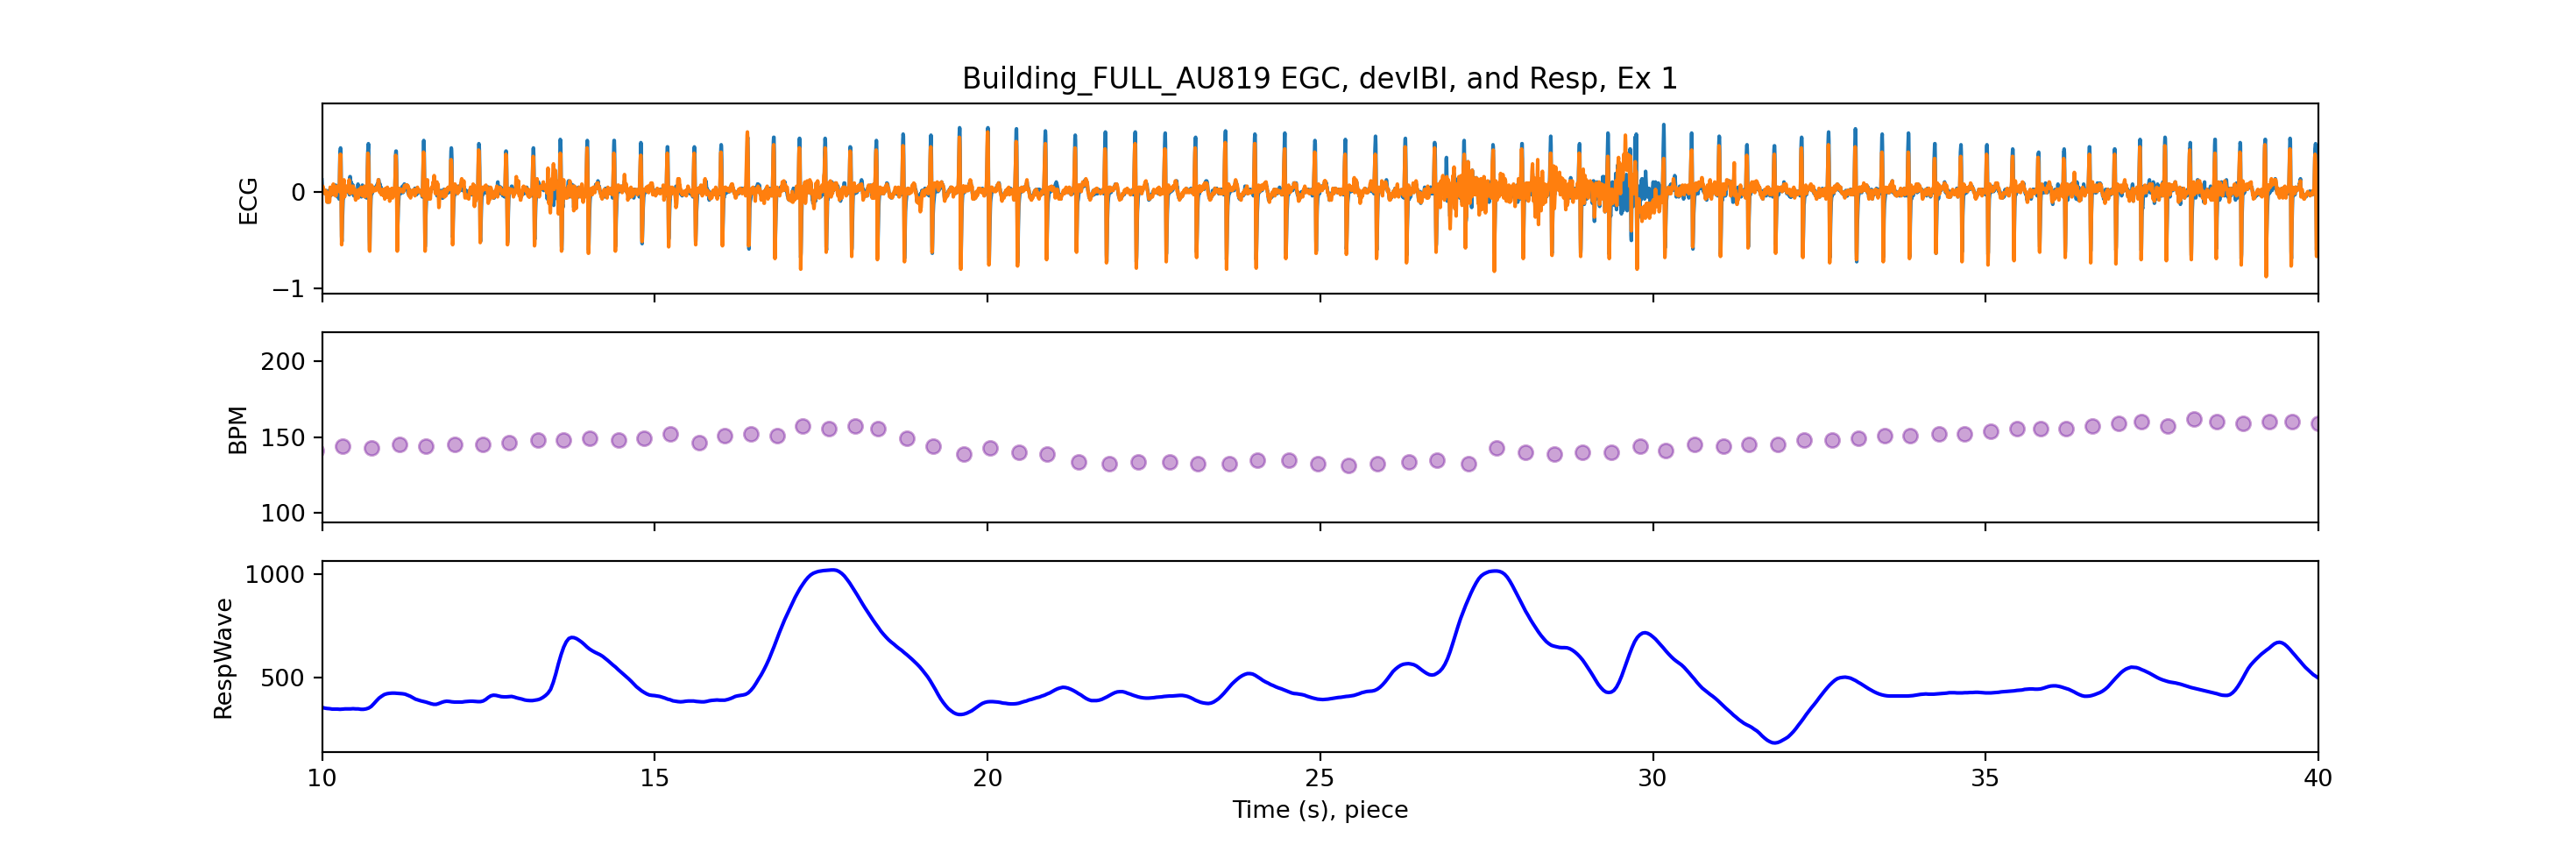 Building_FULL_AU819 EGC, devIBI, and Resp, Ex 1
ECG
0
−1
BPM
200
150
100
RespWave
1000
500
10 15 20 25 30 35 40
Time (s), piece